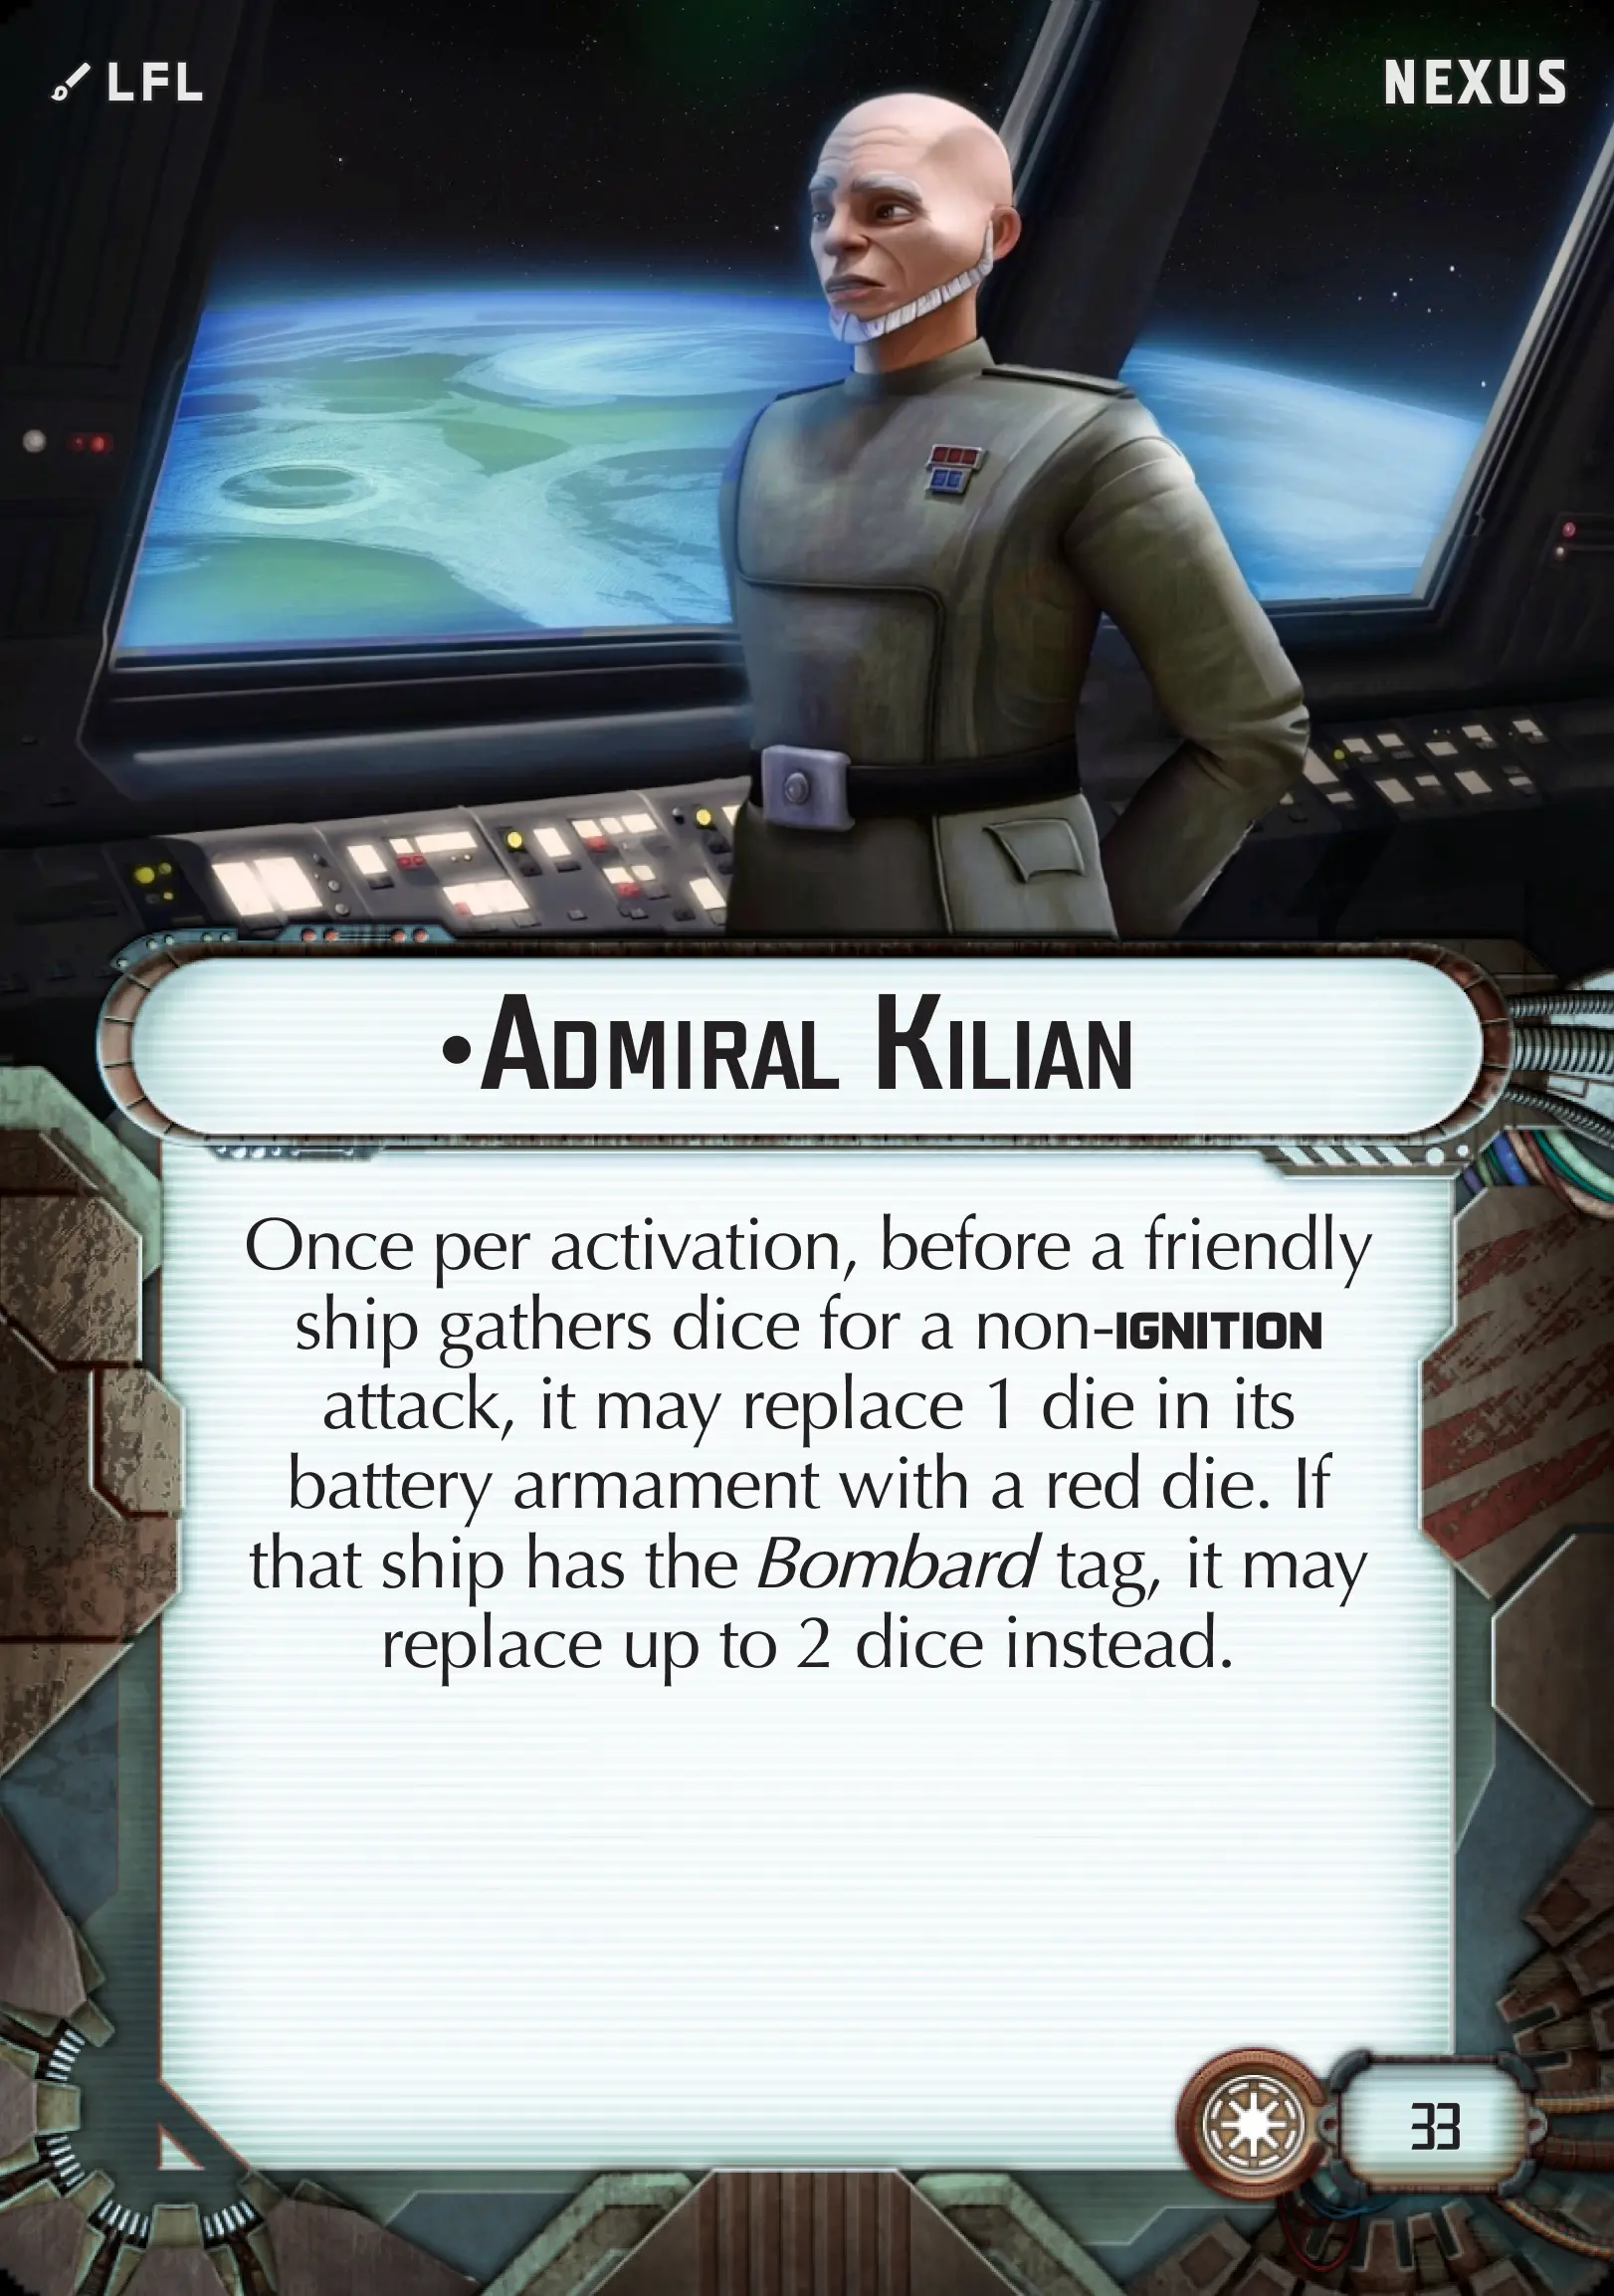 LFL
NEXUS
•Admiral Kilian
Once per activation, before a friendly
ship gathers dice for a non-IGNITION
attack, it may replace 1 die in its
battery armament with a red die. If
that ship has the Bombard tag, it may
replace up to 2 dice instead.
33